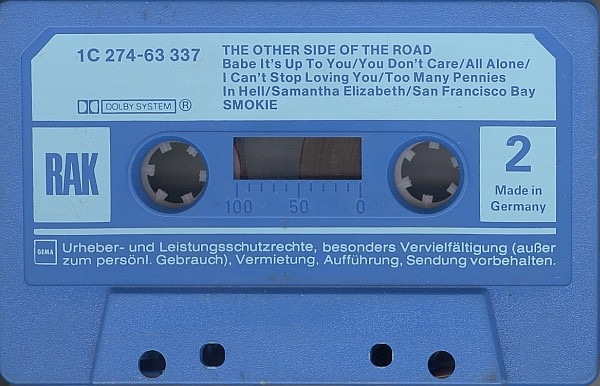 1C 274-63 337
THE OTHER SIDE OF THE ROAD
Babe It's Up To You/You Don't Care/All Alone/
I Can't Stop Loving You/Too Many Pennies
In Hell/Samantha Elizabeth/San Francisco Bay
DOLBY SYSTEM ®
SMOKIE
RAK
2
Made in
Germany
100 50 0
GEMA
Urheber- und Leistungsschutzrechte, besonders Vervielfältigung (außer
zum persönl. Gebrauch), Vermietung, Aufführung, Sendung vorbehalten.